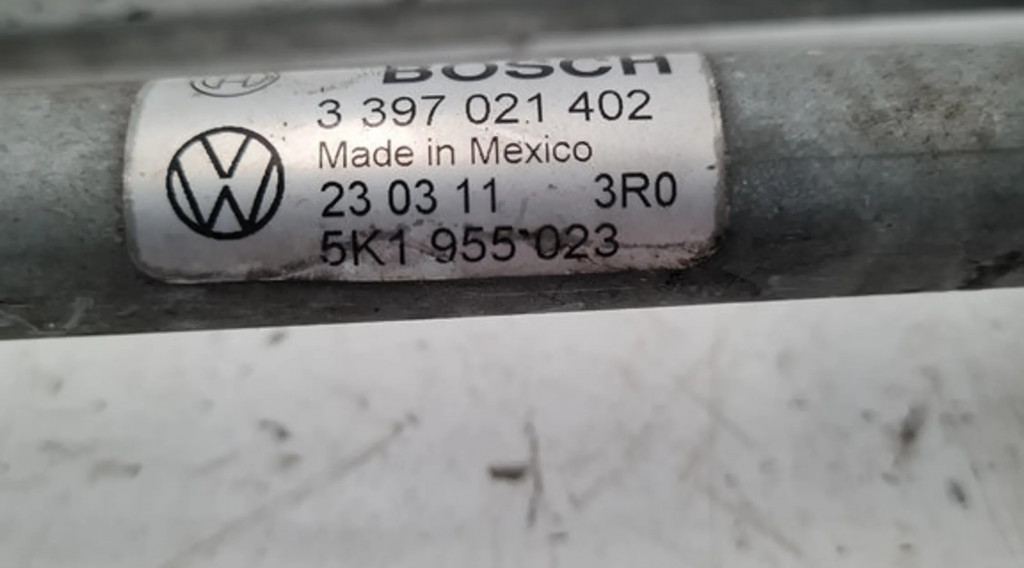 BOSCH
3 397 021 402
Made in Mexico
23 03 11 3R0
5K1 955 023